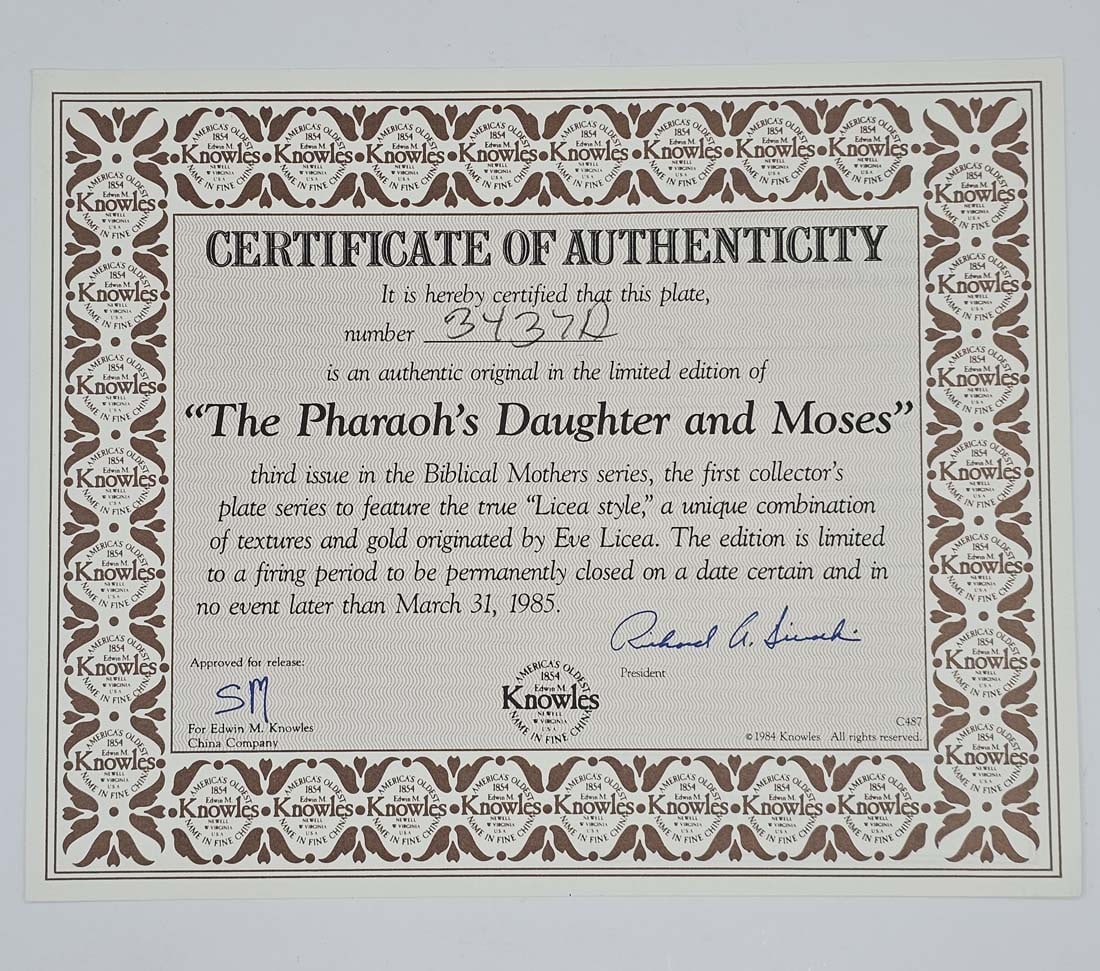 CERTIFICATE OF AUTHENTICITY
It is hereby certified that this plate,
number 3437D
is an authentic original in the limited edition of
“The Pharaoh's Daughter and Moses”
third issue in the Biblical Mothers series, the first collector's
plate series to feature the true “Licea style,” a unique combination
of textures and gold originated by Eve Licea. The edition is limited
to a firing period to be permanently closed on a date certain and in
no event later than March 31, 1985.
Richard A.
President
Approved for release:
SM
For Edwin M. Knowles
China Company
AMERICA'S OLDEST
1854
Edwin M.
Knowles
NEWELL
W VIRGINIA
USA
NAME IN FINE CHINA
C487
©1984 Knowles All rights reserved.